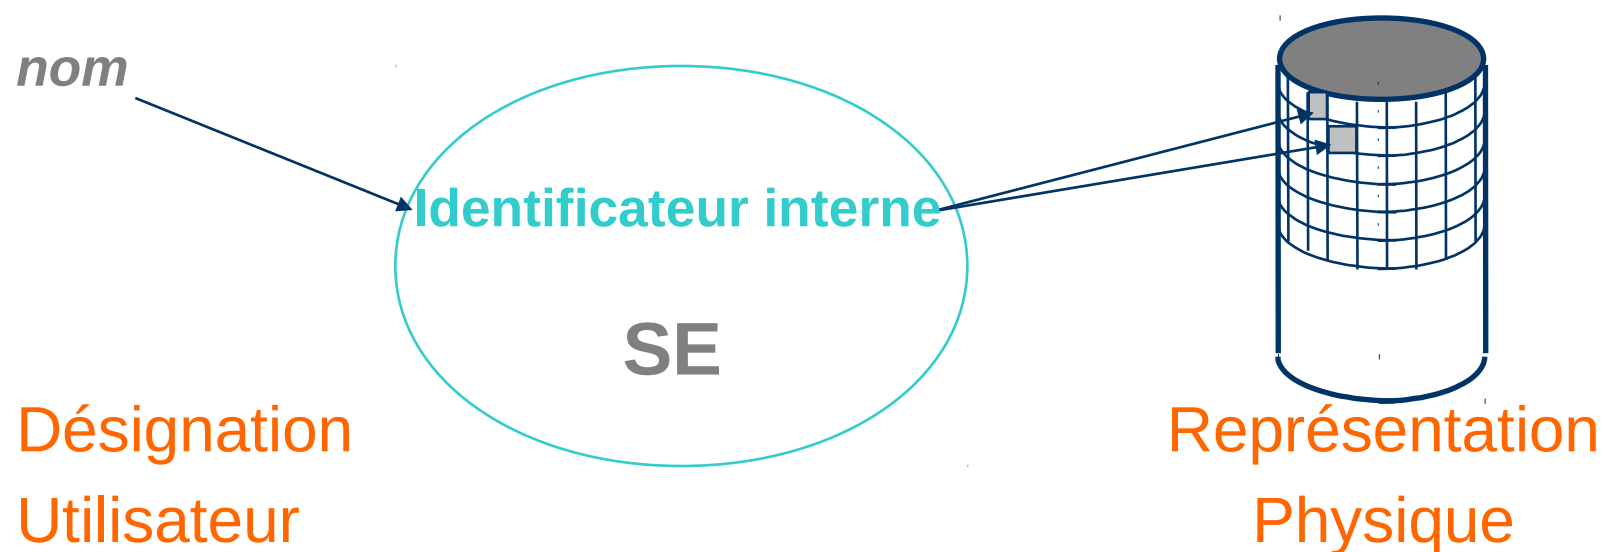 nom
Identificateur interne
SE
Désignation
Utilisateur
Représentation
Physique